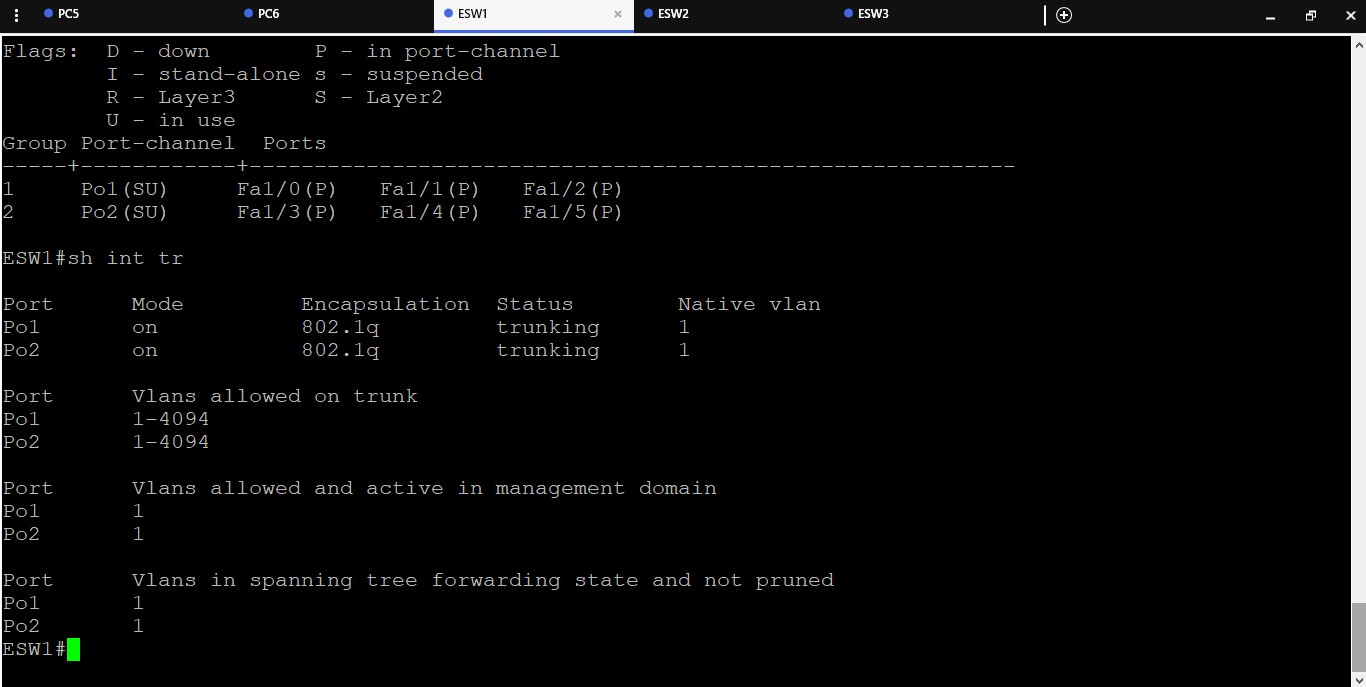 PC5 PC6 ESW1 × ESW2 ESW3
Flags:  D - down        P - in port-channel
        I - stand-alone s - suspended
        R - Layer3      S - Layer2
        U - in use
Group Port-channel  Ports
-----+------------+-----------------------------------------------------------
1     Po1(SU)     Fa1/0(P)   Fa1/1(P)   Fa1/2(P)
2     Po2(SU)     Fa1/3(P)   Fa1/4(P)   Fa1/5(P)
ESW1#sh int tr
Port      Mode         Encapsulation  Status        Native vlan
Po1       on           802.1q         trunking      1
Po2       on           802.1q         trunking      1
Port      Vlans allowed on trunk
Po1       1-4094
Po2       1-4094
Port      Vlans allowed and active in management domain
Po1       1
Po2       1
Port      Vlans in spanning tree forwarding state and not pruned
Po1       1
Po2       1
ESW1#